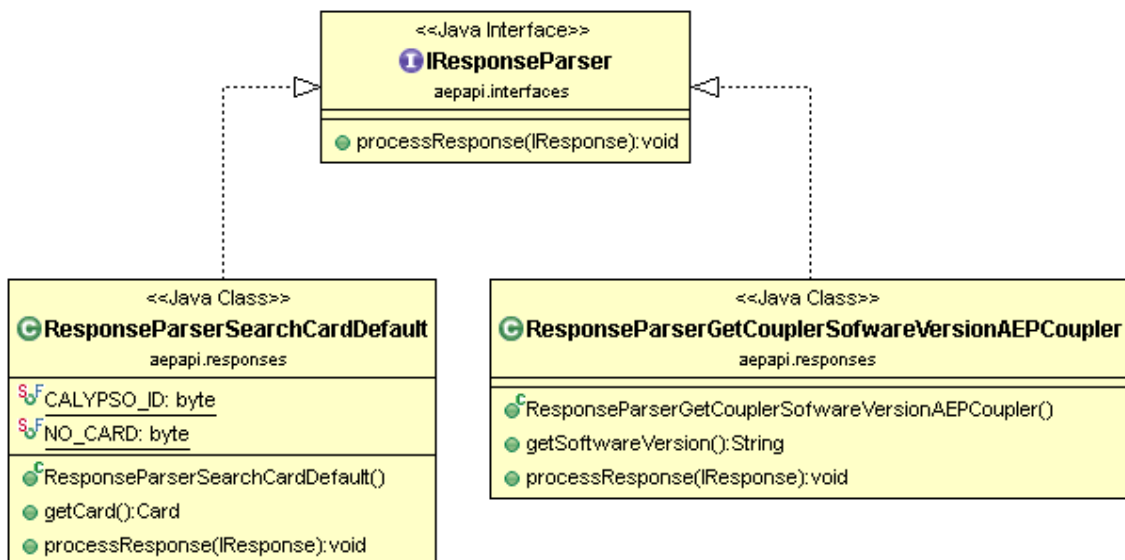 <<Java Interface>>
IResponseParser
aepapi.interfaces
processResponse(IResponse):void
<<Java Class>>
ResponseParserSearchCardDefault
aepapi.responses
CALYPSO_ID: byte
NO_CARD: byte
ResponseParserSearchCardDefault()
getCard():Card
processResponse(IResponse):void
<<Java Class>>
ResponseParserGetCouplerSofwareVersionAEPCoupler
aepapi.responses
ResponseParserGetCouplerSofwareVersionAEPCoupler()
getSoftwareVersion():String
processResponse(IResponse):void